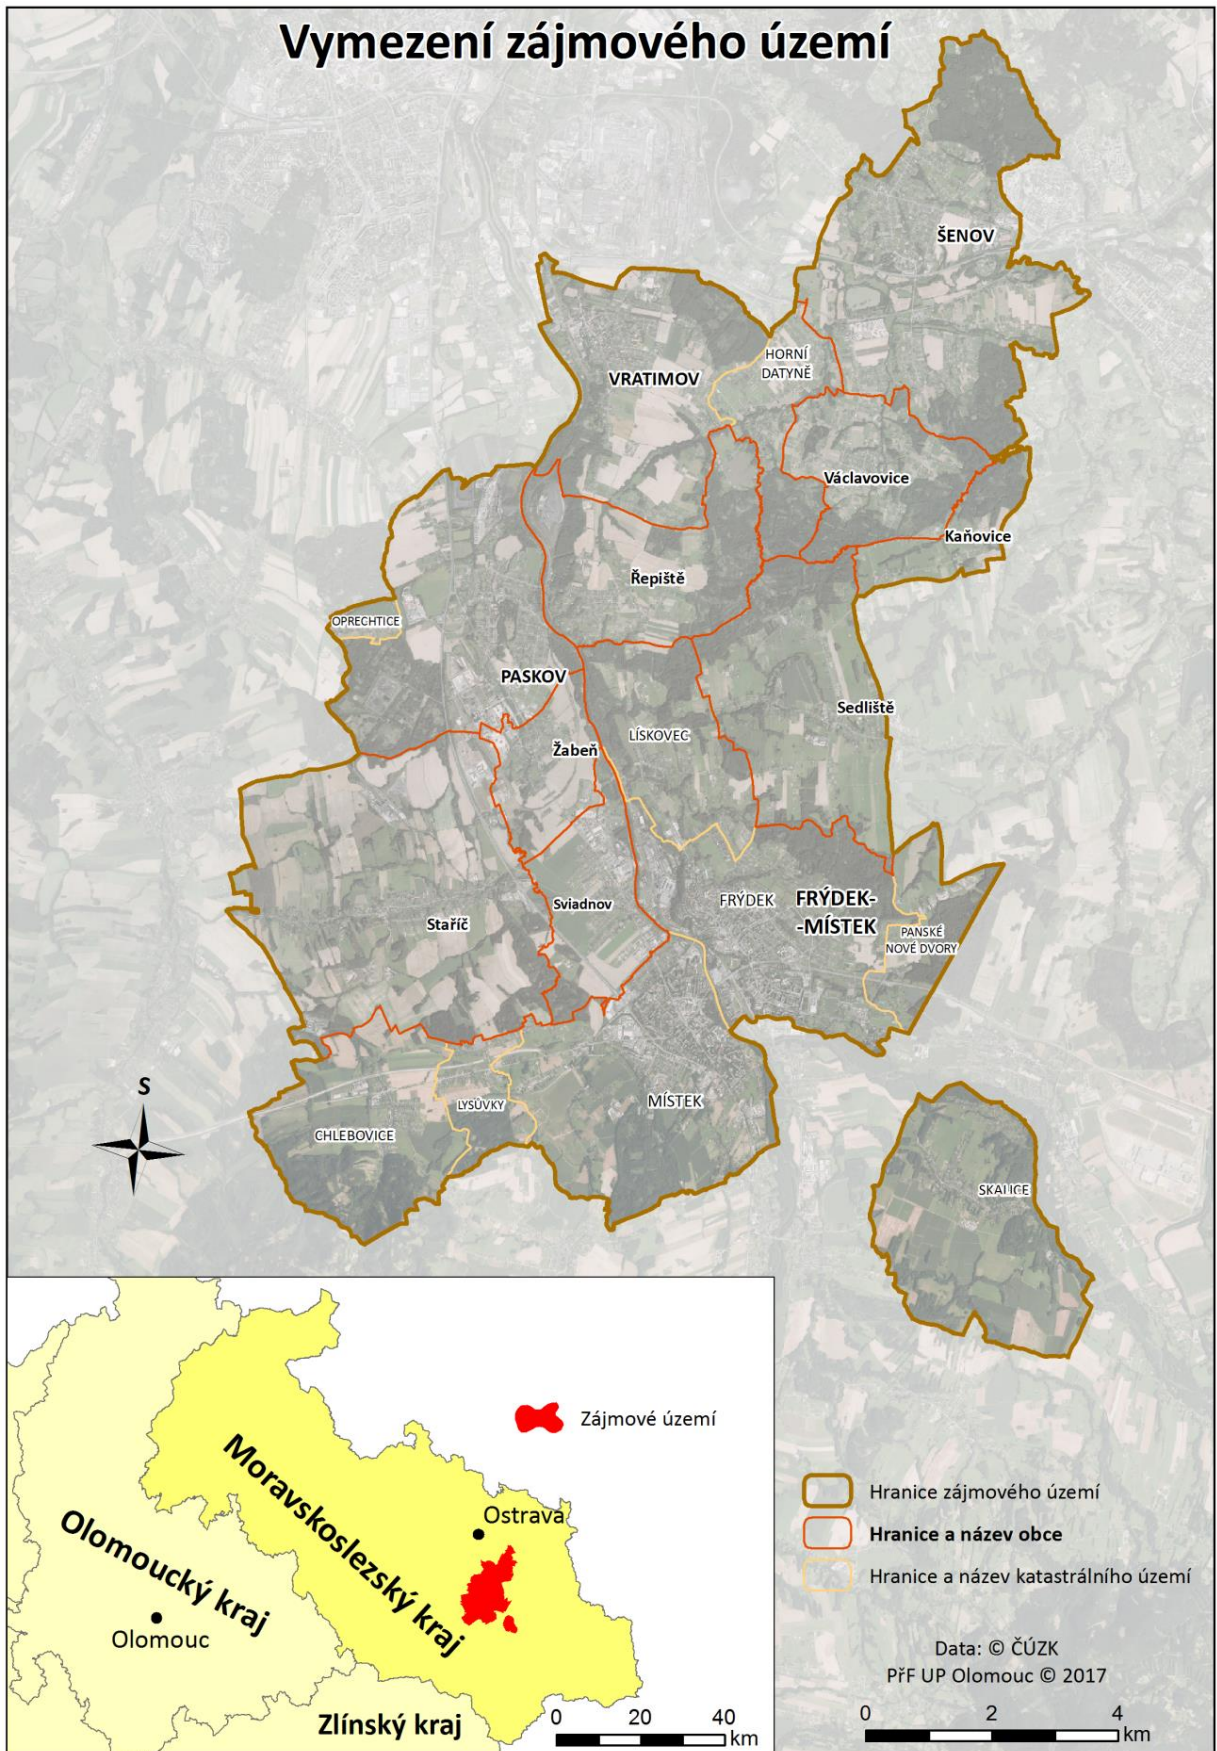 Vymezení zájmového území
ŠENOV
HORNÍ
DATYNĚ
VRATIMOV
Václavovice
Kaňovice
Řepiště
OPRECHTICE
PASKOV
Sedliště
LÍSKOVEC
Žabeň
FRÝDEK
FRÝDEK-
-MÍSTEK
Sviadnov
Staříč
PANSKÉ
NOVÉ DVORY
S
LYSŮVKY
MÍSTEK
CHLEBOVICE
SKALICE
Zájmové území
Moravskoslezský kraj
Ostrava
Olomoucký kraj
Olomouc
Zlínský kraj
0 20 40
km
Hranice zájmového území
Hranice a název obce
Hranice a název katastrálního území
Data: © ČÚZK
PřF UP Olomouc © 2017
0 2 4
km